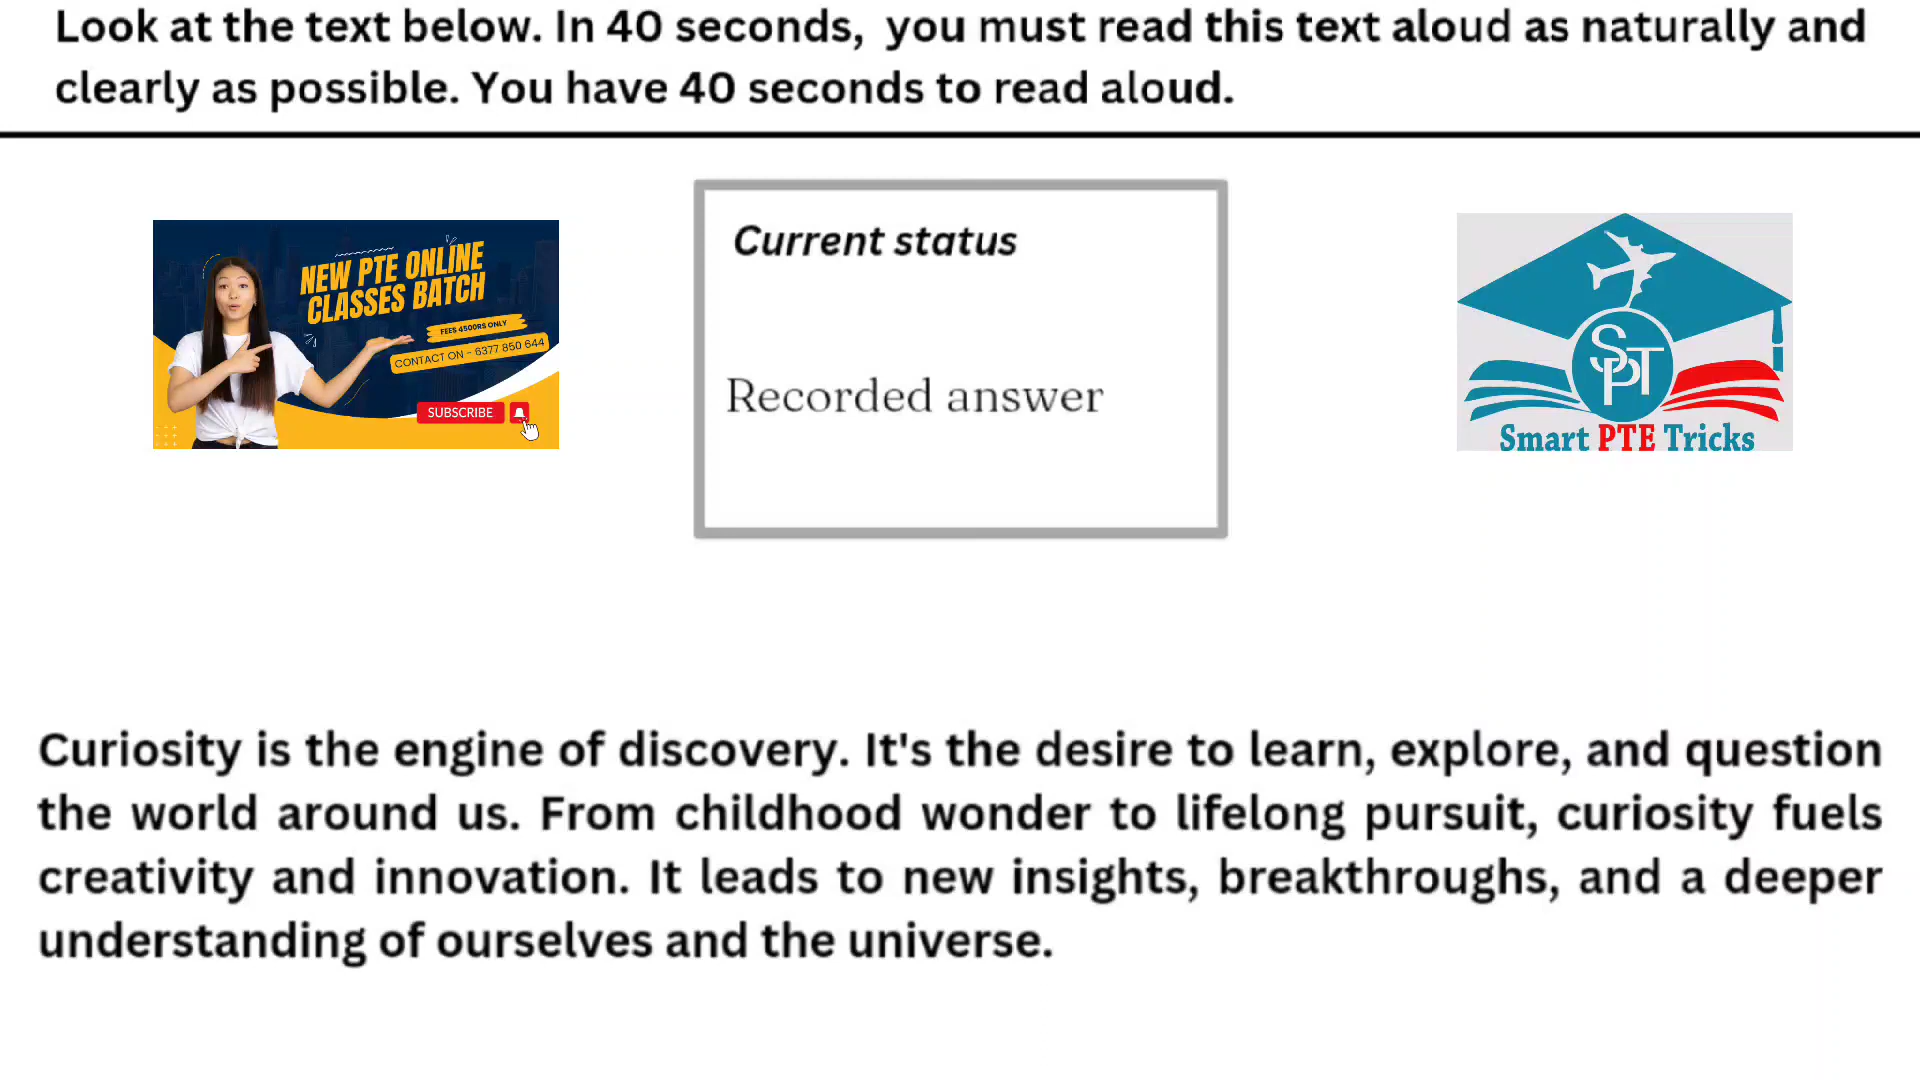 Look at the text below. In 40 seconds, you must read this text aloud as naturally and
clearly as possible. You have 40 seconds to read aloud.
NEW PTE ONLINE
CLASSES BATCH
FEES 4500RS ONLY
CONTACT ON - 6377 850 644
SUBSCRIBE
Current status
Recorded answer
SPT
Smart PTE Tricks
Curiosity is the engine of discovery. It's the desire to learn, explore, and question
the world around us. From childhood wonder to lifelong pursuit, curiosity fuels
creativity and innovation. It leads to new insights, breakthroughs, and a deeper
understanding of ourselves and the universe.